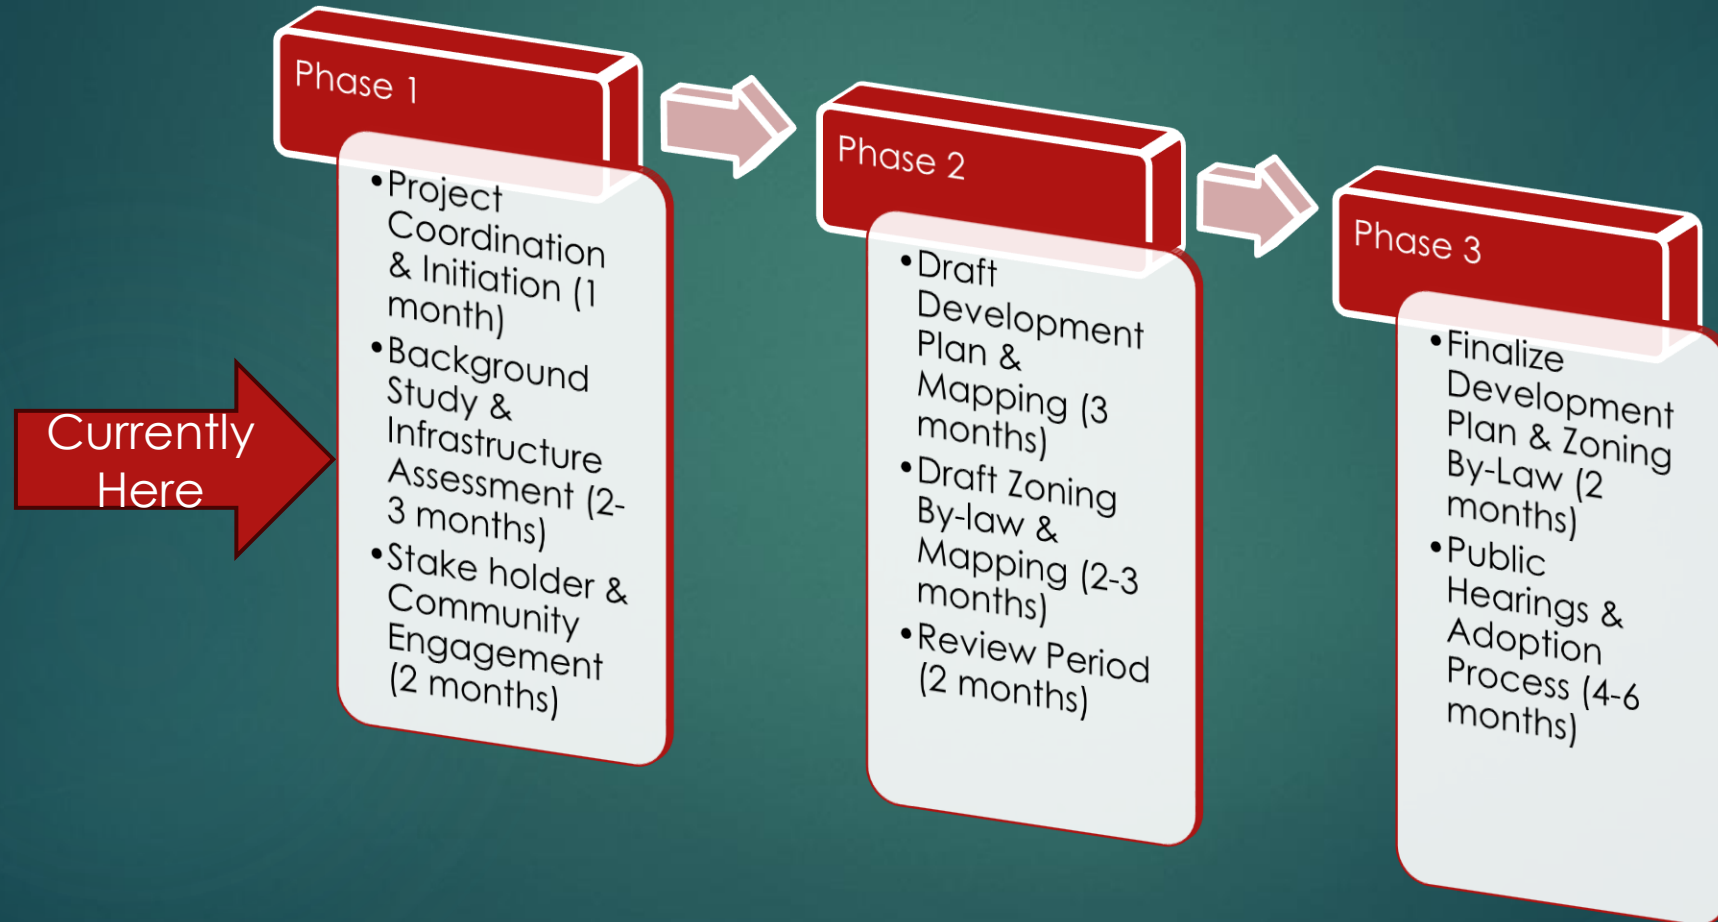 Phase 1
•Project
Coordination
& Initiation (1
month)
•Background
Study &
Infrastructure
Assessment (2-
3 months)
•Stake holder &
Community
Engagement
(2 months)
Currently
Here
Phase 2
•Draft
Development
Plan &
Mapping (3
months)
•Draft Zoning
By-law &
Mapping (2-3
months)
•Review Period
(2 months)
Phase 3
•Finalize
Development
Plan & Zoning
By-Law (2
months)
•Public
Hearings &
Adoption
Process (4-6
months)